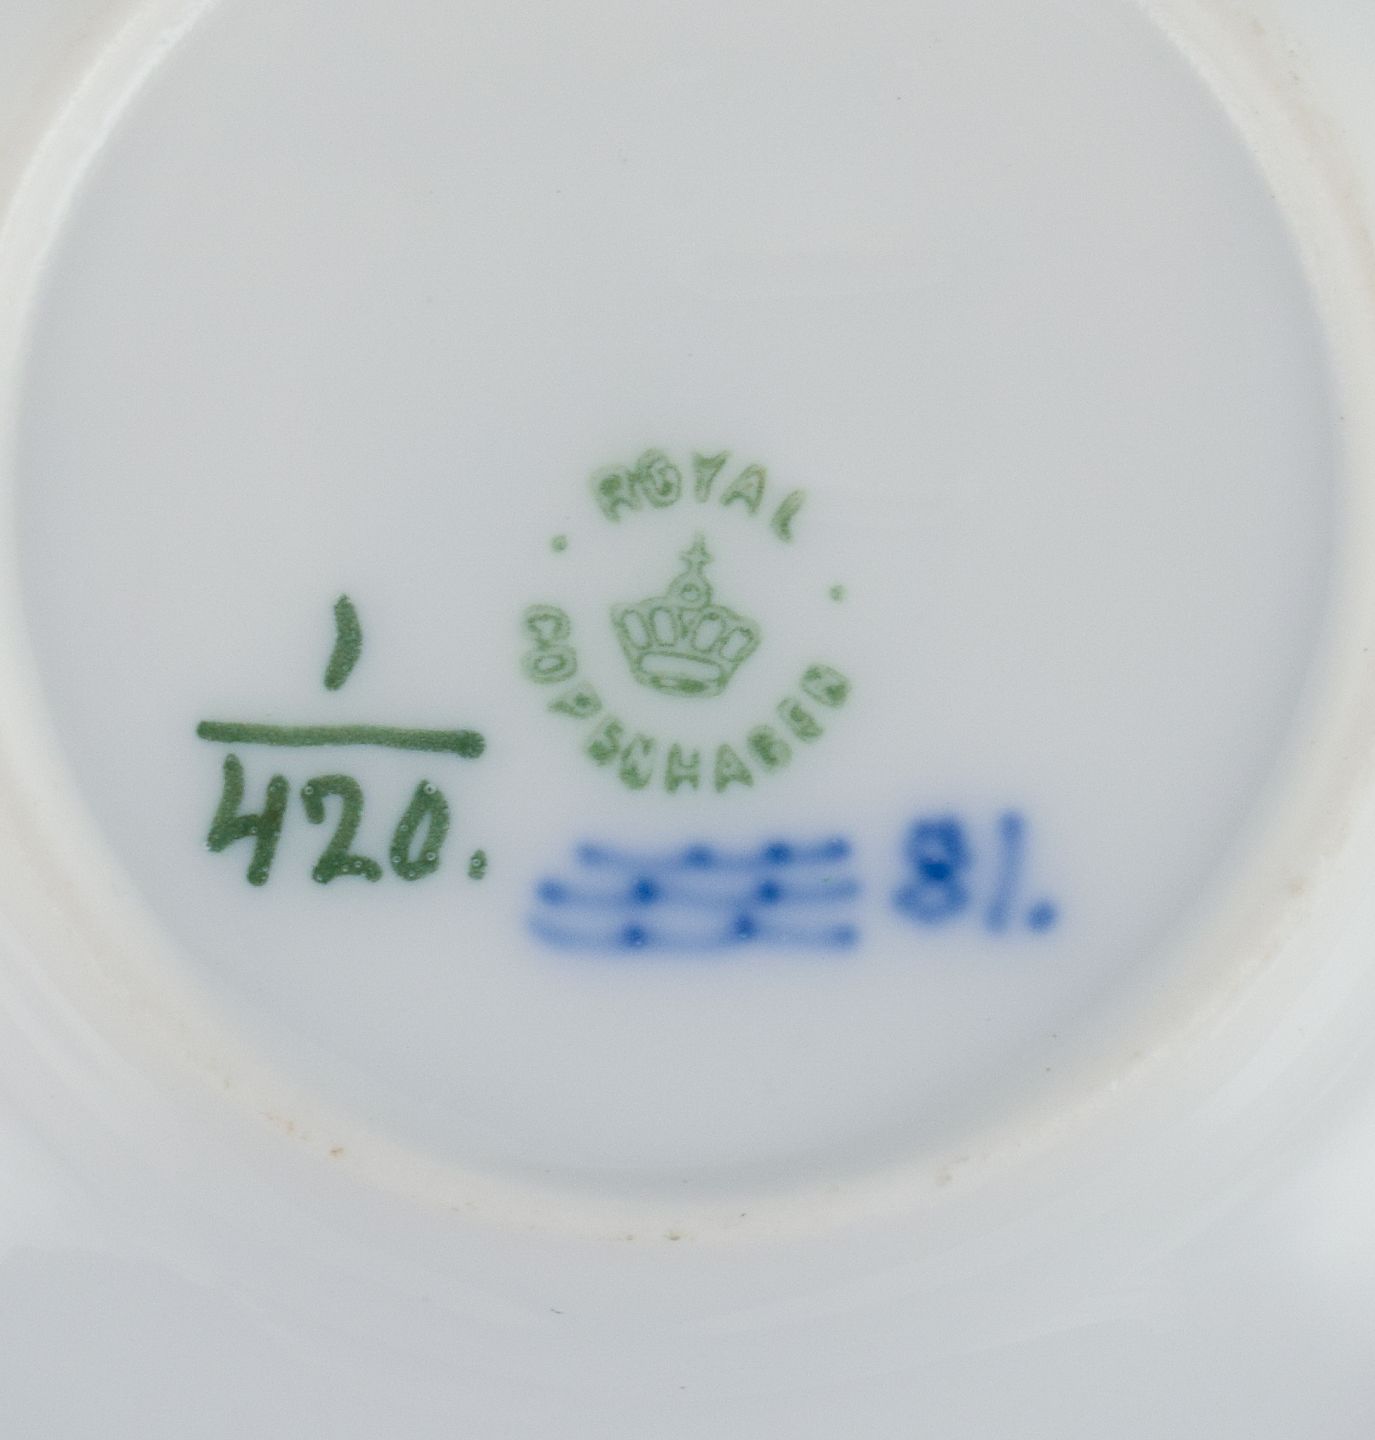 ROYAL
COPENHAGEN
1
420.
81.